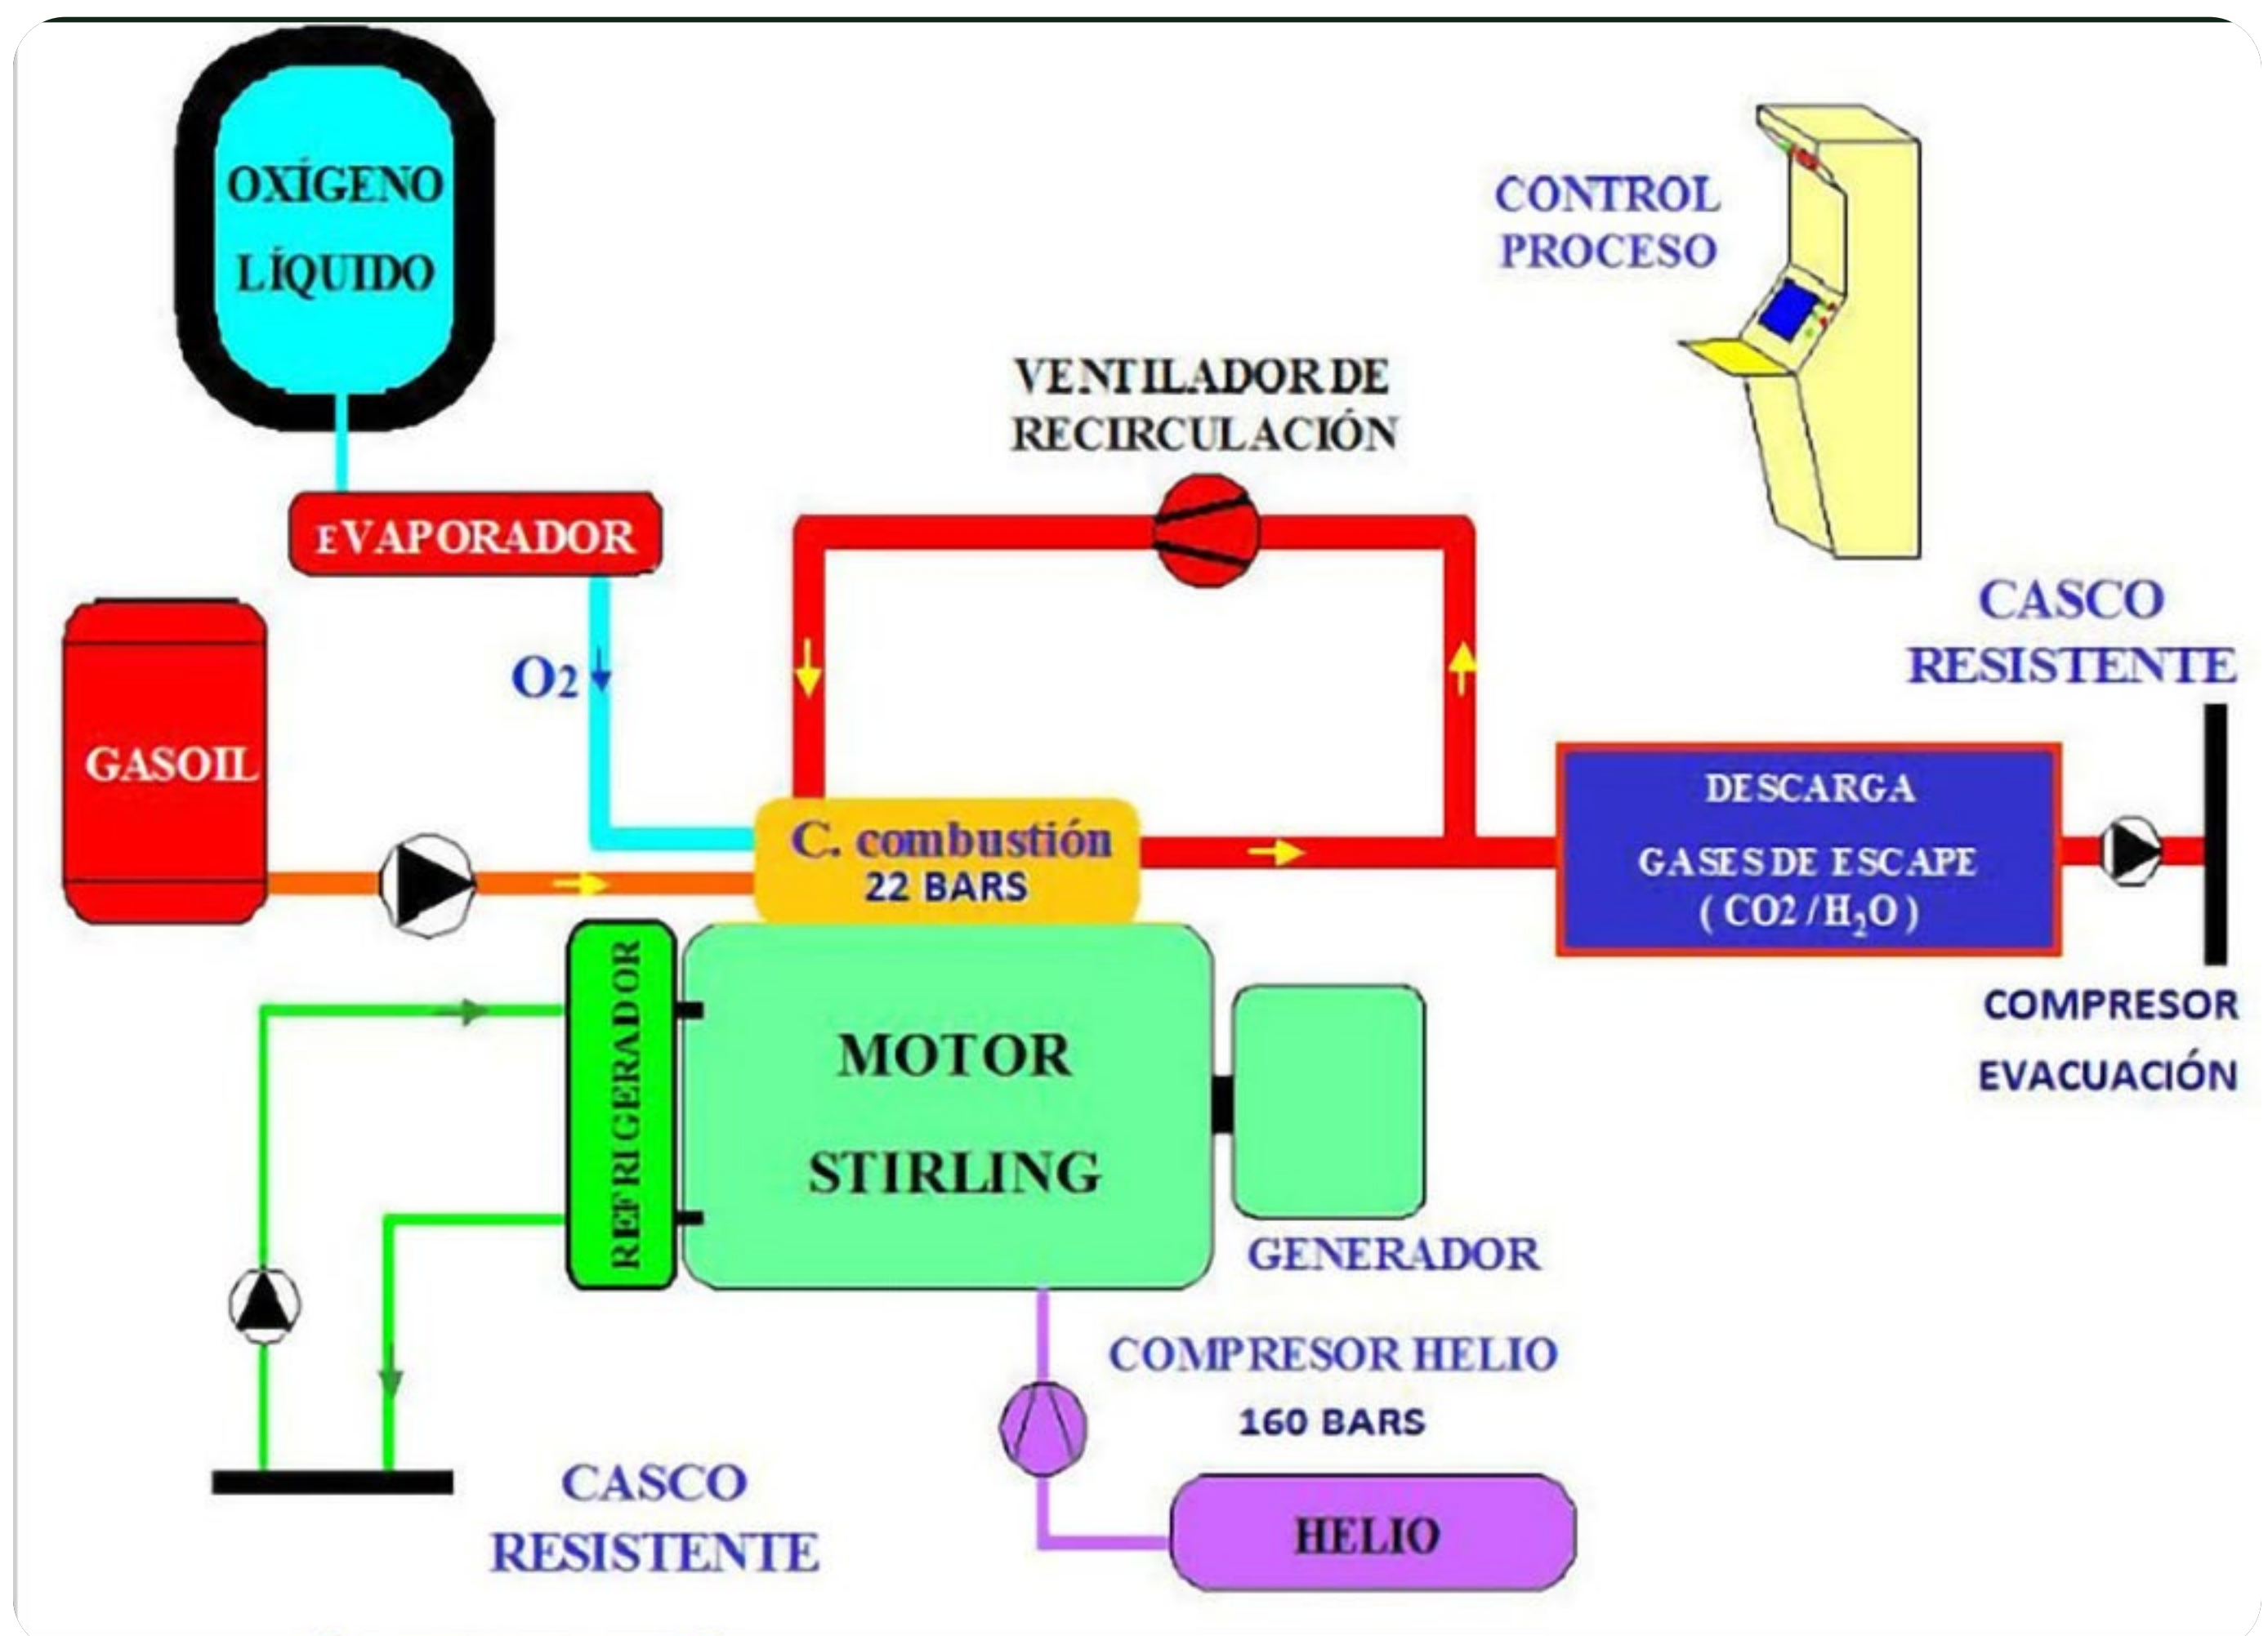 OXÍGENO
LÍQUIDO
CONTROL
PROCESO
VENTILADOR DE
RECIRCULACIÓN
EVAPORADOR
CASCO
RESISTENTE
O2
GASOIL
DESCARGA
GASES DE ESCAPE
( CO2 / H₂O )
C. combustión
22 BARS
COMPRESOR
EVACUACIÓN
REFRIGERADOR
MOTOR
STIRLING
GENERADOR
COMPRESOR HELIO
160 BARS
CASCO
RESISTENTE
HELIO